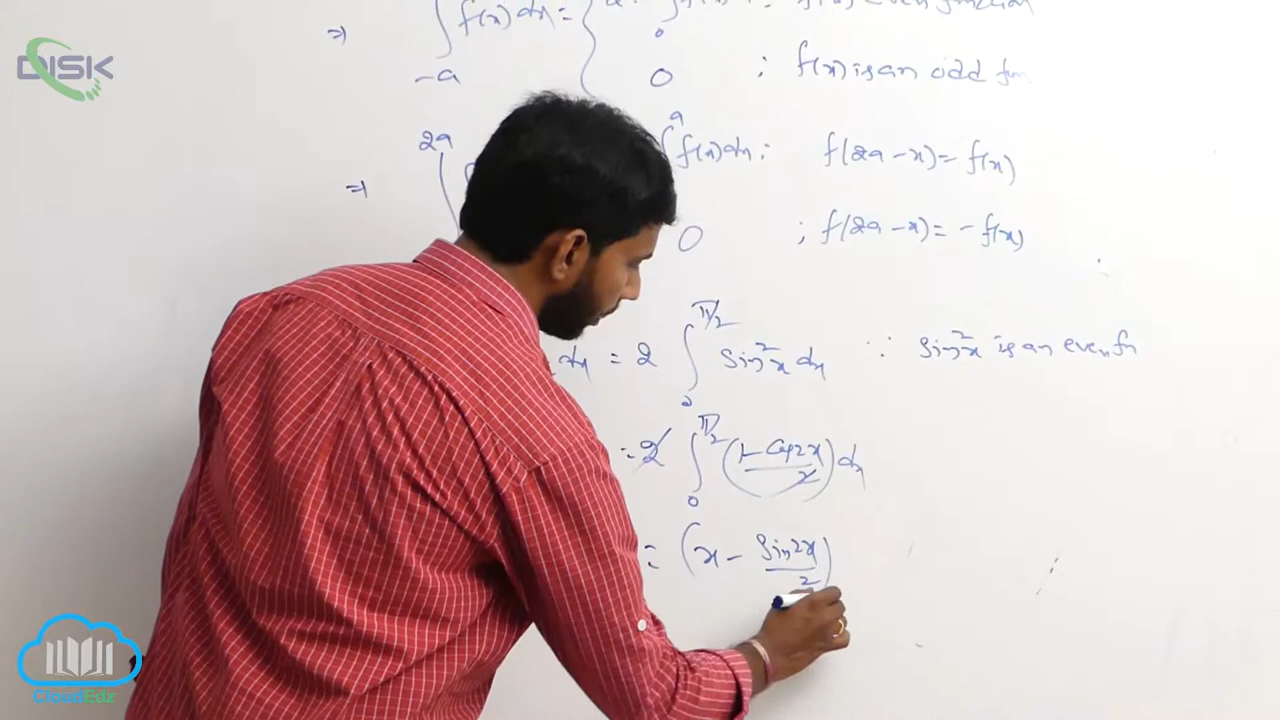 DISK
⇒ ∫ f(x) dx = {
-a
0 ; f(x) is an odd fn
⇒ 2a ∫ a f(x) dx : f(2a-x) = f(x)
0 ; f(2a-x) = -f(x)
dx = 2 ∫ 0 π/2 sin²x dx ∵ sin²x is an even fn
= 2 ∫ 0 π/2 (1-Cos2x / 2) dx
= (x - sin2x / 2)
CloudEdz